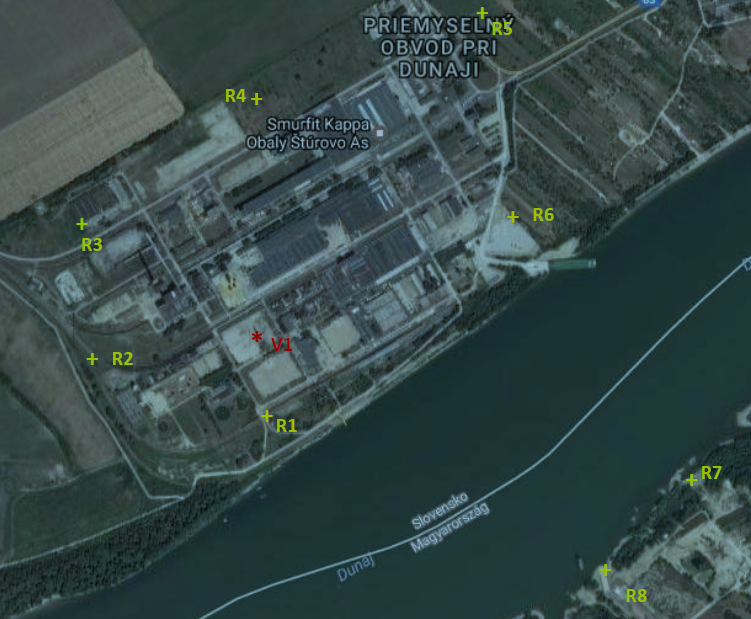 63
PRIEMYSELNÝ
OBVOD PRI
DUNAJI
R5
R4
Smurfit Kappa
Obaly Štúrovo As
R6
R3
V1
R2
R1
R7
Slovensko
Magyarország
Dunaj
R8